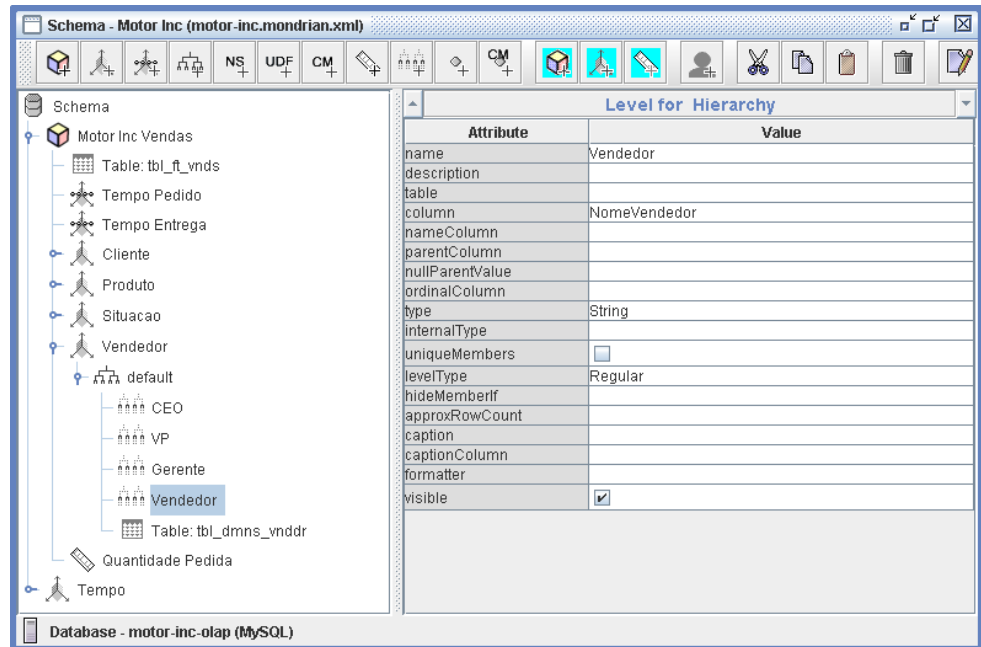 Schema - Motor Inc (motor-inc.mondrian.xml)
NS UDF CM CM
Schema
Motor Inc Vendas
Table: tbl_ft_vnds
Tempo Pedido
Tempo Entrega
Cliente
Produto
Situacao
Vendedor
default
CEO
VP
Gerente
Vendedor
Table: tbl_dmns_vnddr
Quantidade Pedida
Tempo
Level for Hierarchy
Attribute Value
name Vendedor
description
table
column NomeVendedor
nameColumn
parentColumn
nullParentValue
ordinalColumn
type String
internalType
uniqueMembers
levelType Regular
hideMemberIf
approxRowCount
caption
captionColumn
formatter
visible
Database - motor-inc-olap (MySQL)